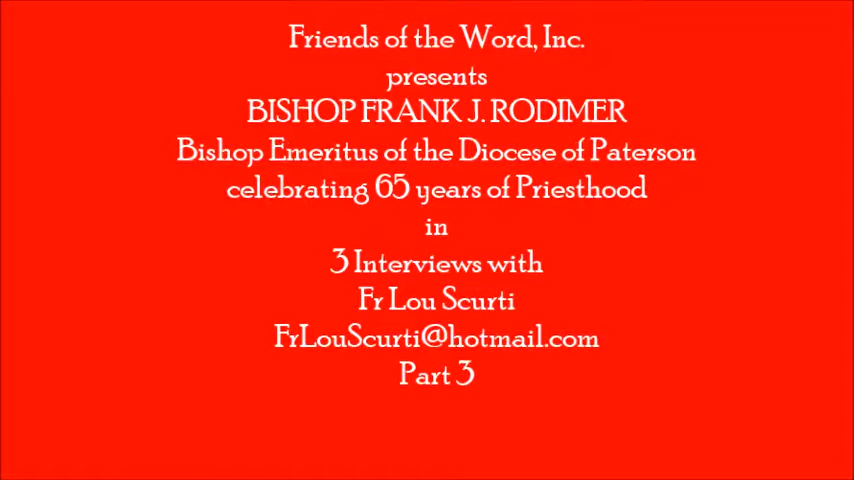 Friends of the Word, Inc.
presents
BISHOP FRANK J. RODIMER
Bishop Emeritus of the Diocese of Paterson
celebrating 65 years of Priesthood
in
3 Interviews with
Fr Lou Scurti
FrLouScurti@hotmail.com
Part 3